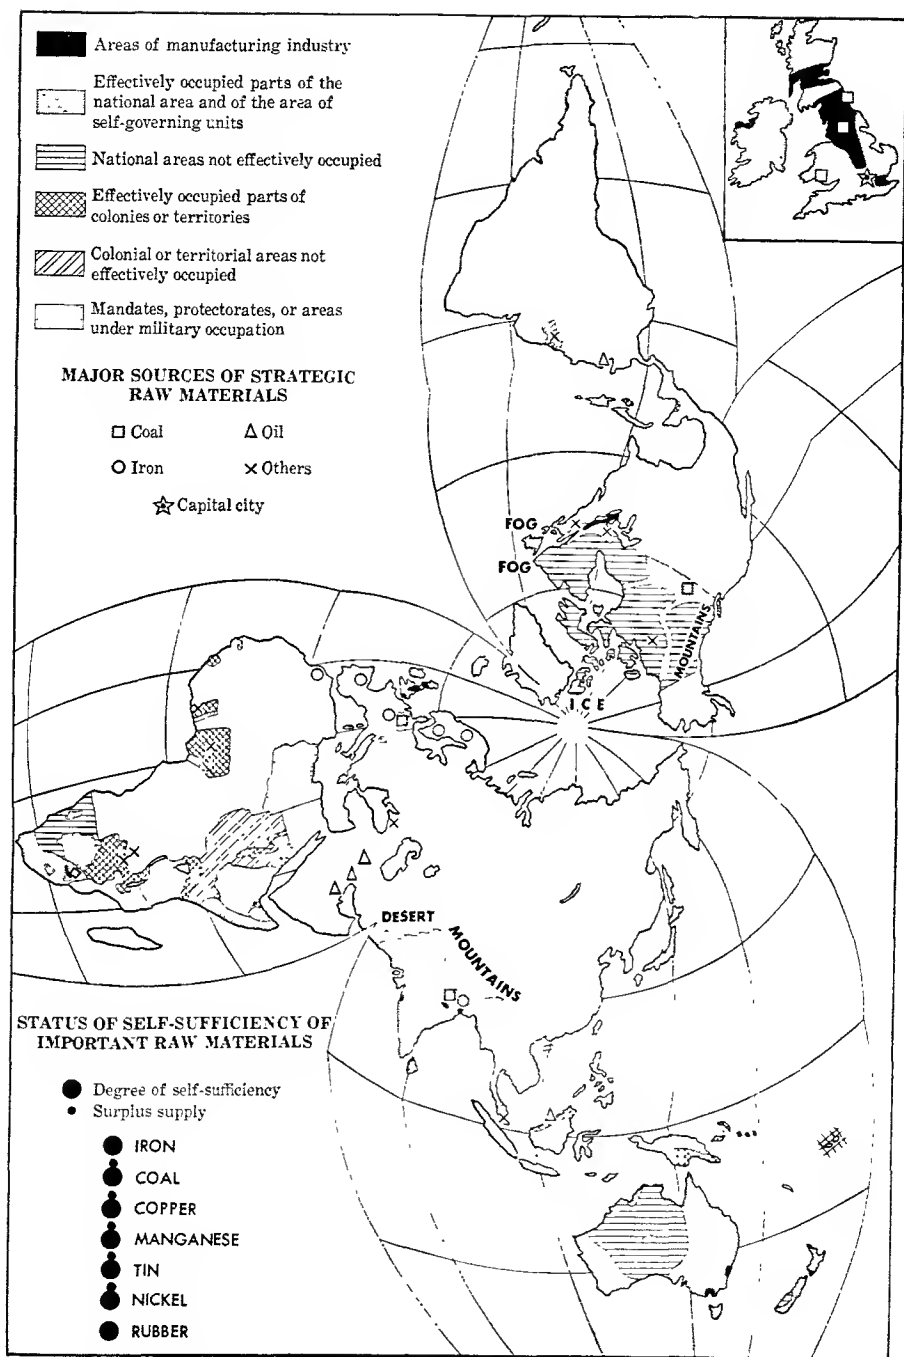 Areas of manufacturing industry
Effectively occupied parts of the
national area and of the area of
self-governing units
National areas not effectively occupied
Effectively occupied parts of
colonies or territories
Colonial or territorial areas not
effectively occupied
Mandates, protectorates, or areas
under military occupation
MAJOR SOURCES OF STRATEGIC
RAW MATERIALS
Coal
Oil
Iron
Others
Capital city
FOG
FOG
MOUNTAINS
ICE
DESERT
MOUNTAINS
STATUS OF SELF-SUFFICIENCY OF
IMPORTANT RAW MATERIALS
Degree of self-sufficiency
Surplus supply
IRON
COAL
COPPER
MANGANESE
TIN
NICKEL
RUBBER